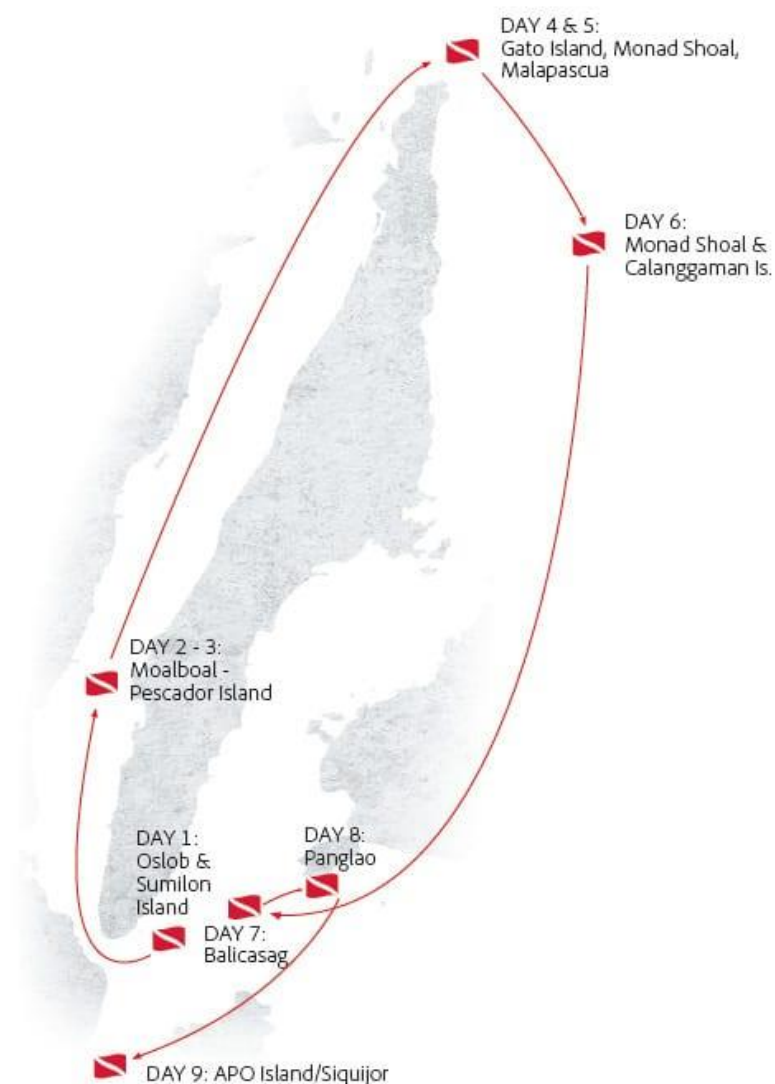 DAY 4 & 5:
Gato Island, Monad Shoal,
Malapascua
DAY 6:
Monad Shoal &
Calanggaman Is.
DAY 2 - 3:
Moalboal -
Pescador Island
DAY 1:
Oslob &
Sumilon
Island
DAY 8:
Panglao
DAY 7:
Balicasag
DAY 9: APO Island/Siquijor